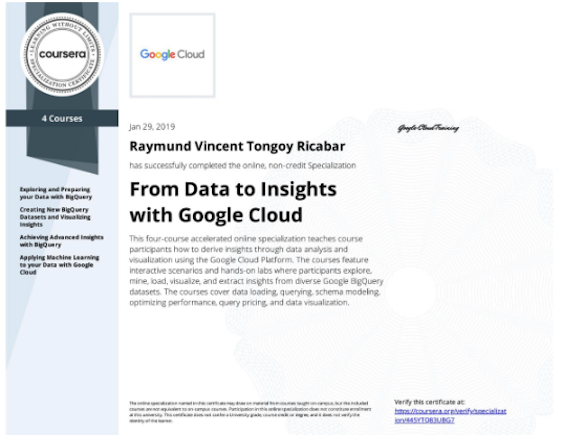 LEARNING WITHOUT LIMITS
coursera
SPECIALIZATION CERTIFICATE
4 Courses
Exploring and Preparing
your Data with BigQuery
Creating New BigQuery
Datasets and Visualizing
Insights
Achieving Advanced Insights
with BigQuery
Applying Machine Learning
to your Data with Google
Cloud
Google Cloud
Jan 29, 2019
Raymund Vincent Tongoy Ricabar
has successfully completed the online, non-credit Specialization
From Data to Insights
with Google Cloud
This four-course accelerated online specialization teaches course
participants how to derive insights through data analysis and
visualization using the Google Cloud Platform. The courses feature
interactive scenarios and hands-on labs where participants explore,
mine, load, visualize, and extract insights from diverse Google BigQuery
datasets. The courses cover data loading, querying, schema modeling,
optimizing performance, query pricing, and data visualization.
Google Cloud Training
The online specialization named in this certificate may draw on material from courses taught on-campus, but the included
courses are not equivalent to on-campus courses. Participation in this online specialization does not constitute enrollment
at this university. This certificate does not confer a University grade, course credit or degree, and it does not verify the
identity of the learner.
Verify this certificate at:
https://coursera.org/verify/specializat